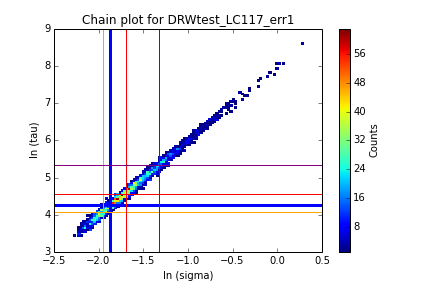 Chain plot for DRWtest_LC117_err1
9
8
7
6
5
4
3
ln (tau)
−2.5 −2.0 −1.5 −1.0 −0.5 0.0 0.5
ln (sigma)
56
48
40
32
24
16
8
Counts